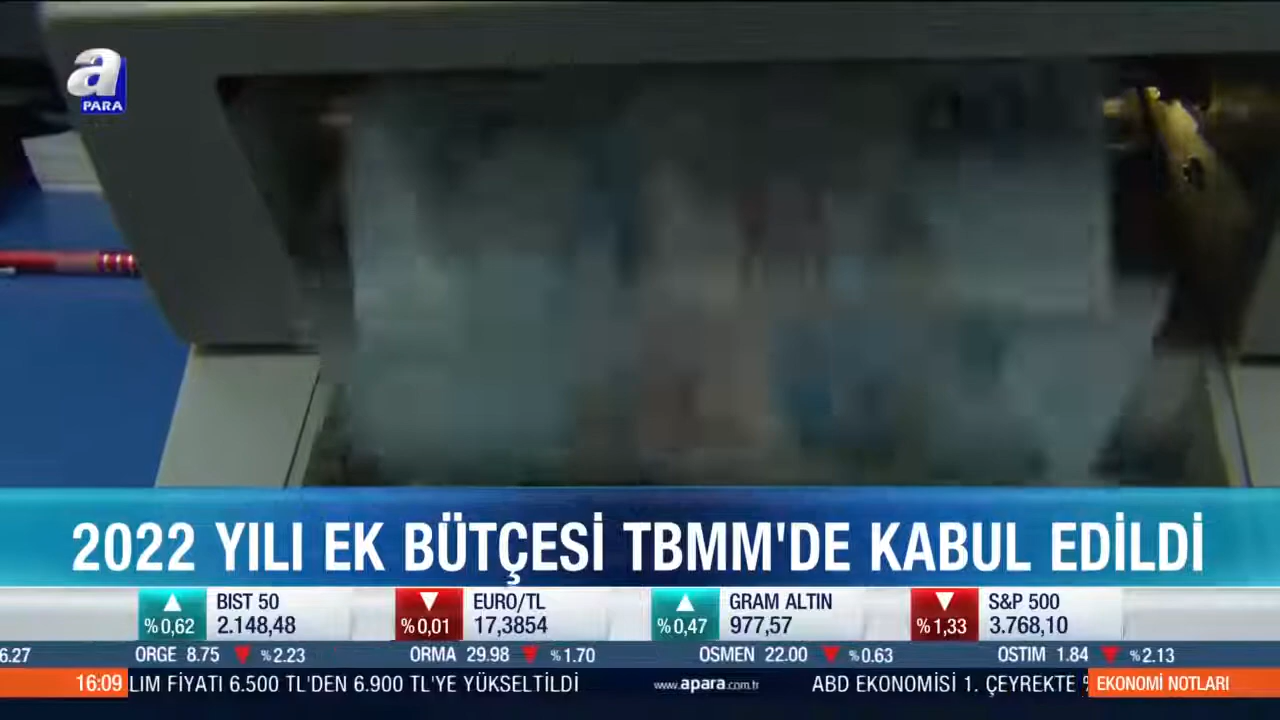 a
PARA
2022 YILI EK BÜTÇESİ TBMM'DE KABUL EDİLDİ
%0,62 BIST 50 2.148,48
%0,01 EURO/TL 17,3854
%0,47 GRAM ALTIN 977,57
%1,33 S&P 500 3.768,10
6.27 ORGE 8.75 %2.23 ORMA 29.98 %1.70 OSMEN 22.00 %0.63 OSTIM 1.84 %2.13
16:09 LIM FİYATI 6.500 TL'DEN 6.900 TL'YE YÜKSELTİLDİ www.apara.com.tr ABD EKONOMİSİ 1. ÇEYREKTE EKONOMİ NOTLARI